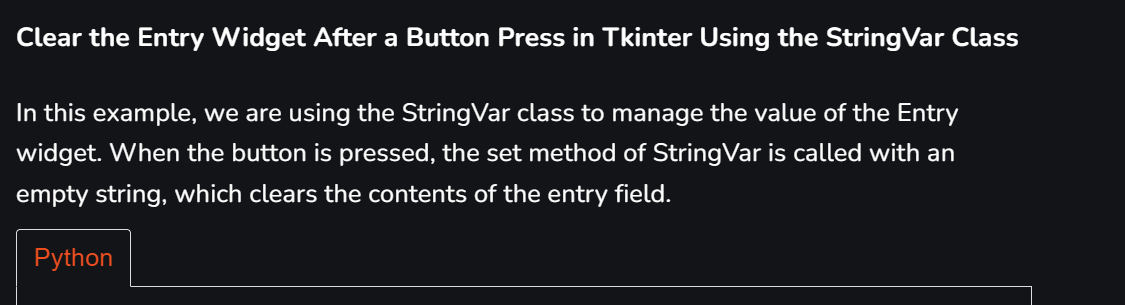 Clear the Entry Widget After a Button Press in Tkinter Using the StringVar Class
In this example, we are using the StringVar class to manage the value of the Entry
widget. When the button is pressed, the set method of StringVar is called with an
empty string, which clears the contents of the entry field.
Python